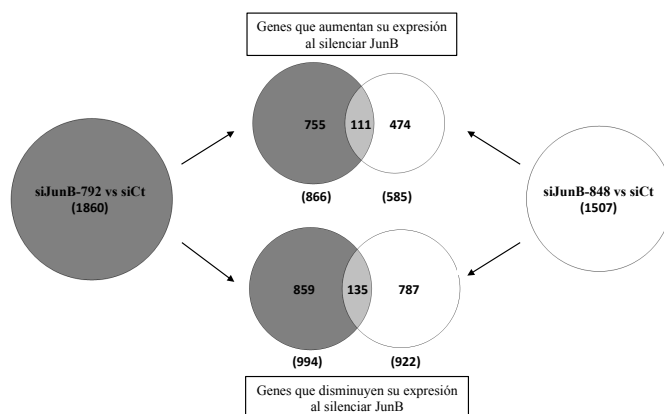 Genes que aumentan su expresión
al silenciar JunB
755
111
474
siJunB-792 vs siCt
(1860)
(866)
(585)
siJunB-848 vs siCt
(1507)
859
135
787
(994)
(922)
Genes que disminuyen su expresión
al silenciar JunB